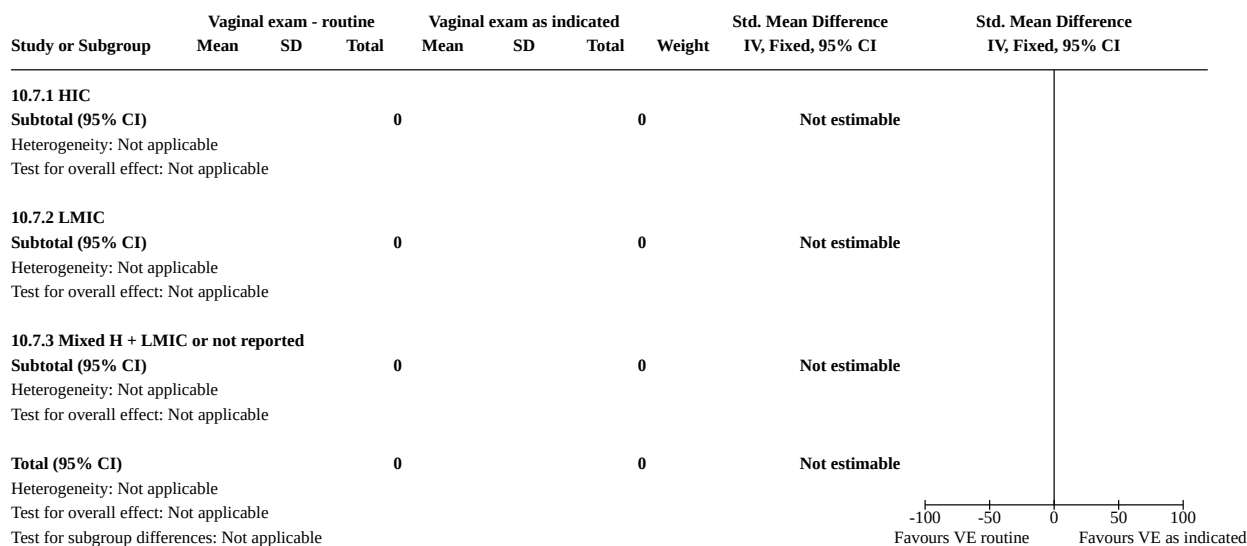 Vaginal exam - routine Vaginal exam as indicated Std. Mean Difference Std. Mean Difference
Study or Subgroup Mean SD Total Mean SD Total Weight IV, Fixed, 95% CI IV, Fixed, 95% CI
10.7.1 HIC
Subtotal (95% CI) 0 0 Not estimable
Heterogeneity: Not applicable
Test for overall effect: Not applicable
10.7.2 LMIC
Subtotal (95% CI) 0 0 Not estimable
Heterogeneity: Not applicable
Test for overall effect: Not applicable
10.7.3 Mixed H + LMIC or not reported
Subtotal (95% CI) 0 0 Not estimable
Heterogeneity: Not applicable
Test for overall effect: Not applicable
Total (95% CI) 0 0 Not estimable
Heterogeneity: Not applicable
Test for overall effect: Not applicable
Test for subgroup differences: Not applicable
-100 -50 0 50 100
Favours VE routine Favours VE as indicated